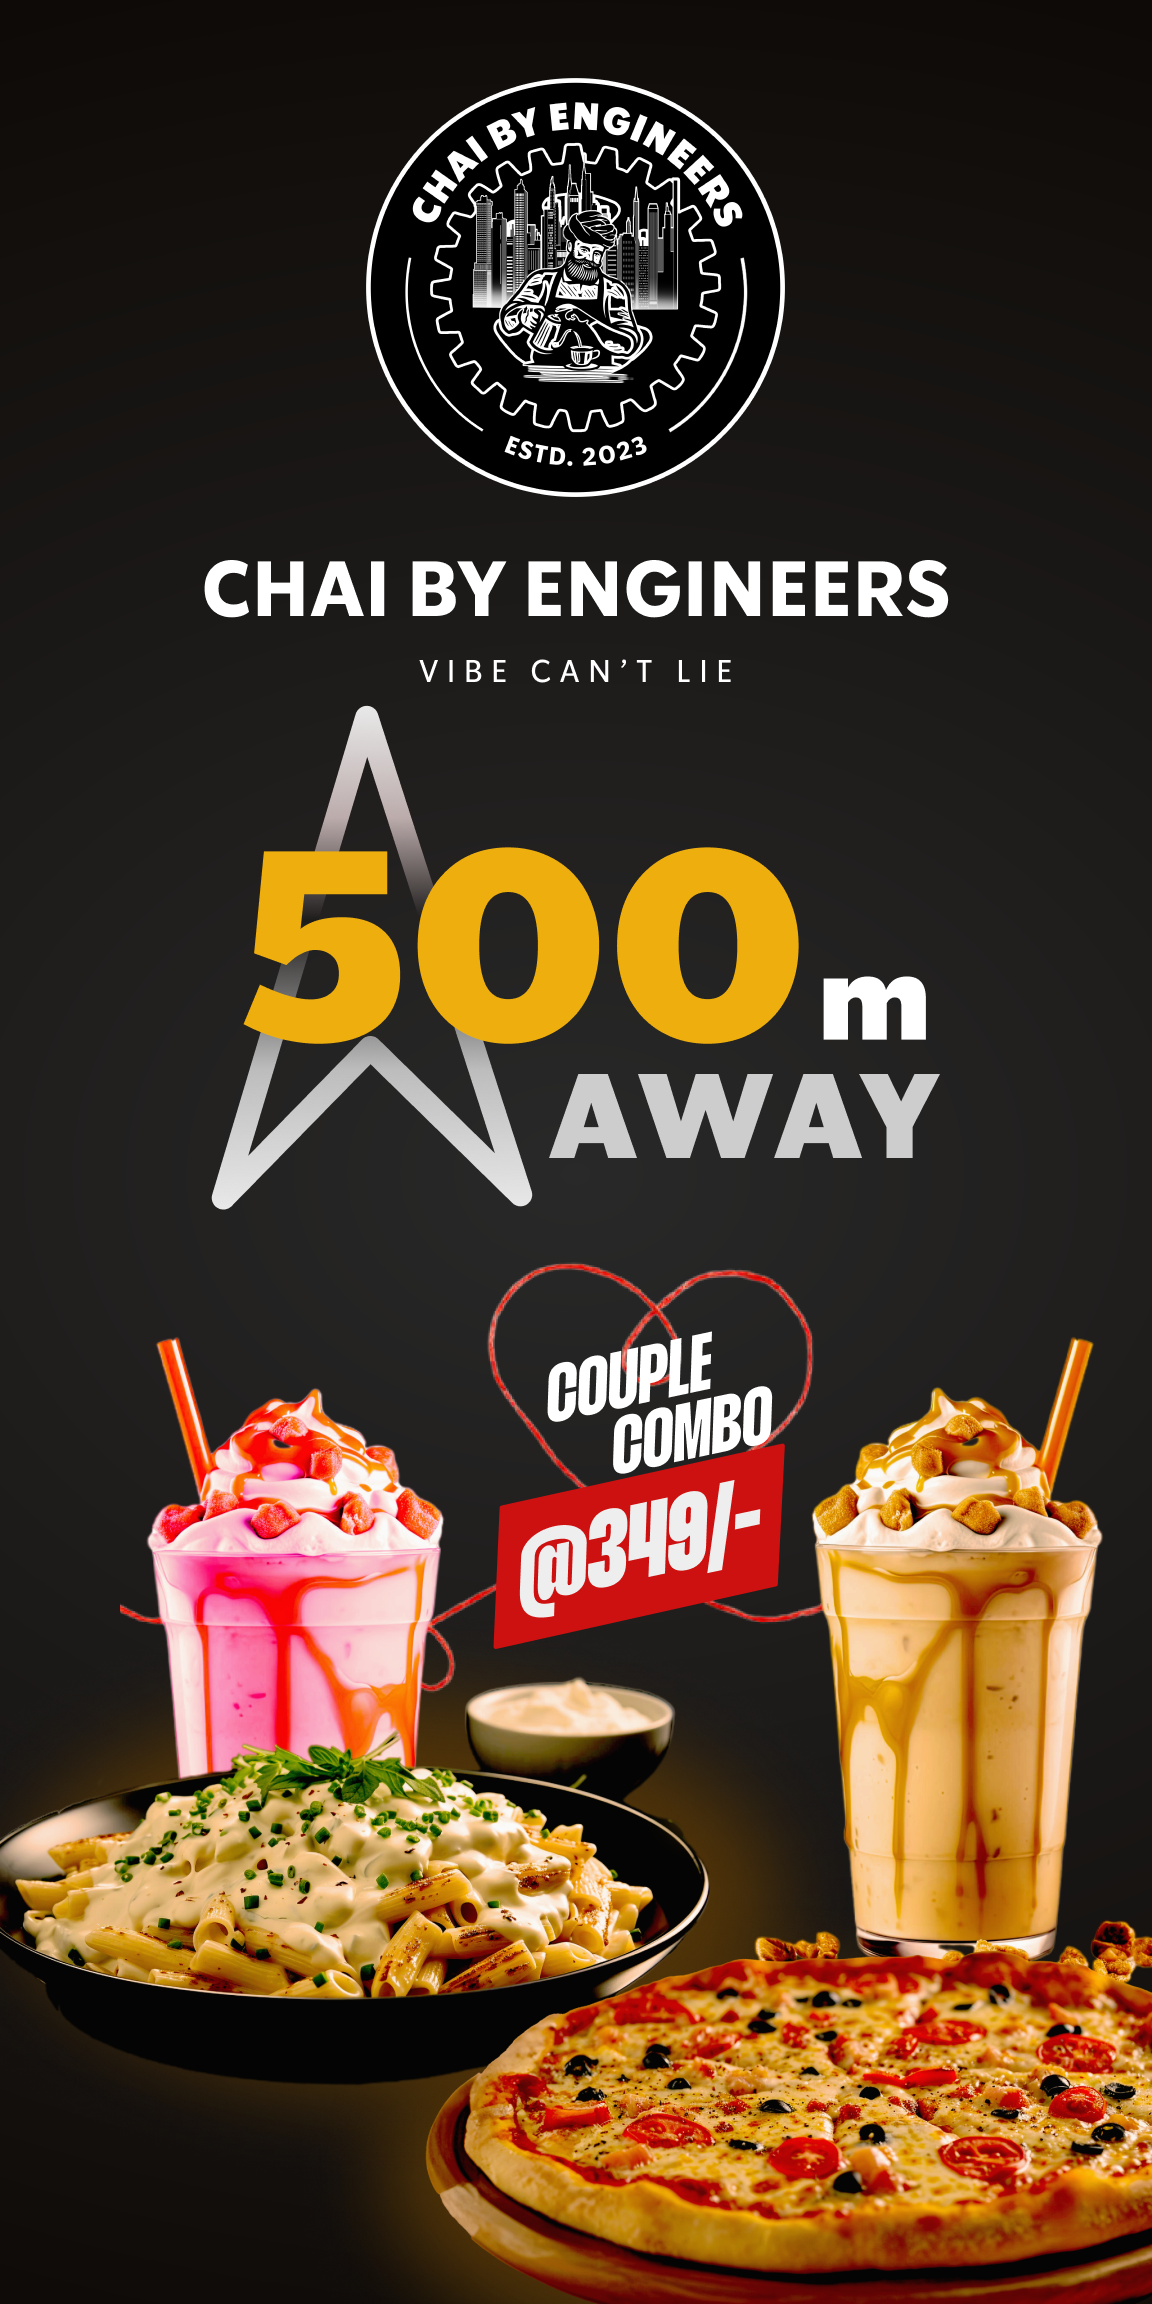 CHAI BY ENGINEERS
ESTD. 2023
CHAI BY ENGINEERS
VIBE CAN’T LIE
500 m
AWAY
COUPLE
COMBO
@349/-